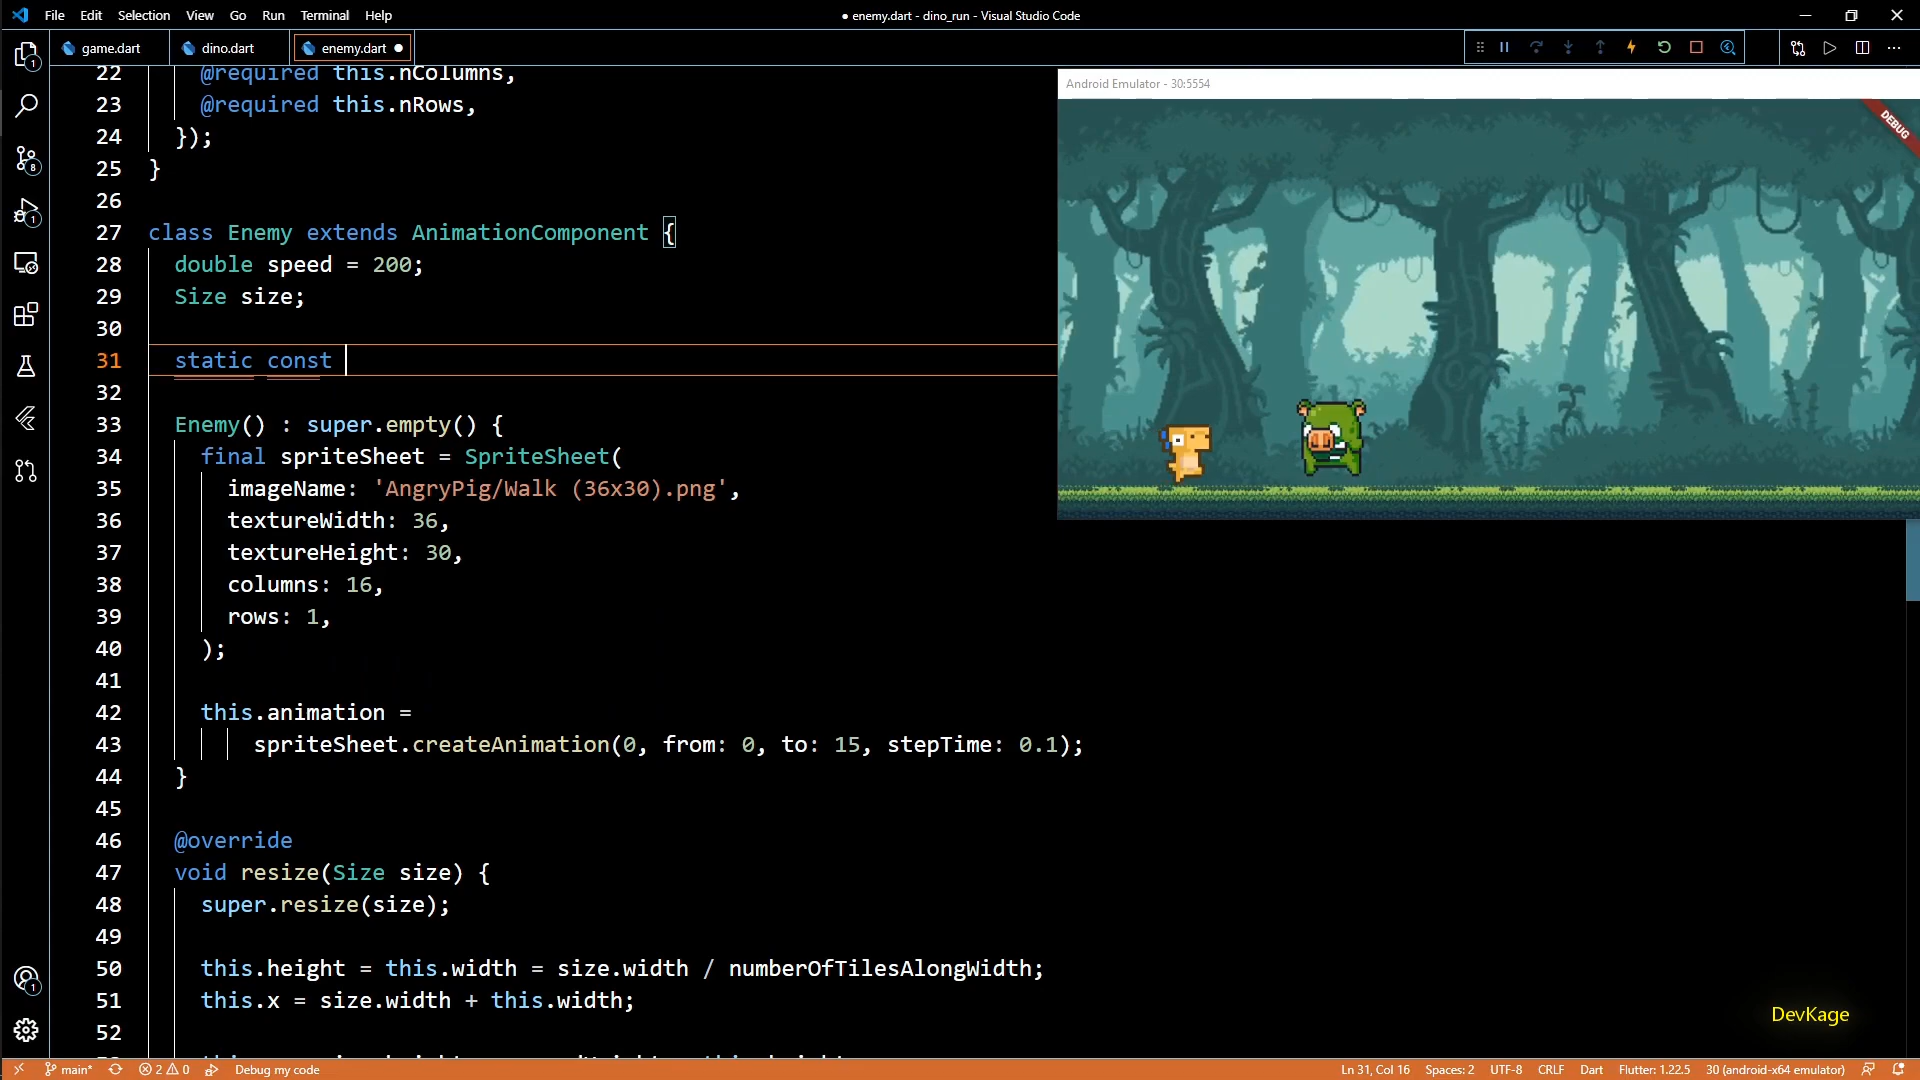 File Edit Selection View Go Run Terminal Help
● enemy.dart - dino_run - Visual Studio Code
game.dart dino.dart enemy.dart ●
Android Emulator - 30:5554
DEBUG
22 @required this.nColumns,
23 @required this.nRows,
24 });
25 }
26
27 class Enemy extends AnimationComponent {
28 double speed = 200;
29 Size size;
30
31 static const
32
33 Enemy() : super.empty() {
34 final spriteSheet = SpriteSheet(
35 imageName: 'AngryPig/Walk (36x30).png',
36 textureWidth: 36,
37 textureHeight: 30,
38 columns: 16,
39 rows: 1,
40 );
41
42 this.animation =
43 spriteSheet.createAnimation(0, from: 0, to: 15, stepTime: 0.1);
44 }
45
46 @override
47 void resize(Size size) {
48 super.resize(size);
49
50 this.height = this.width = size.width / numberOfTilesAlongWidth;
51 this.x = size.width + this.width;
52
DevKage
1
8
1
1
main* 2 0 Debug my code
Ln 31, Col 16 Spaces: 2 UTF-8 CRLF Dart Flutter: 1.22.5 30 (android-x64 emulator)